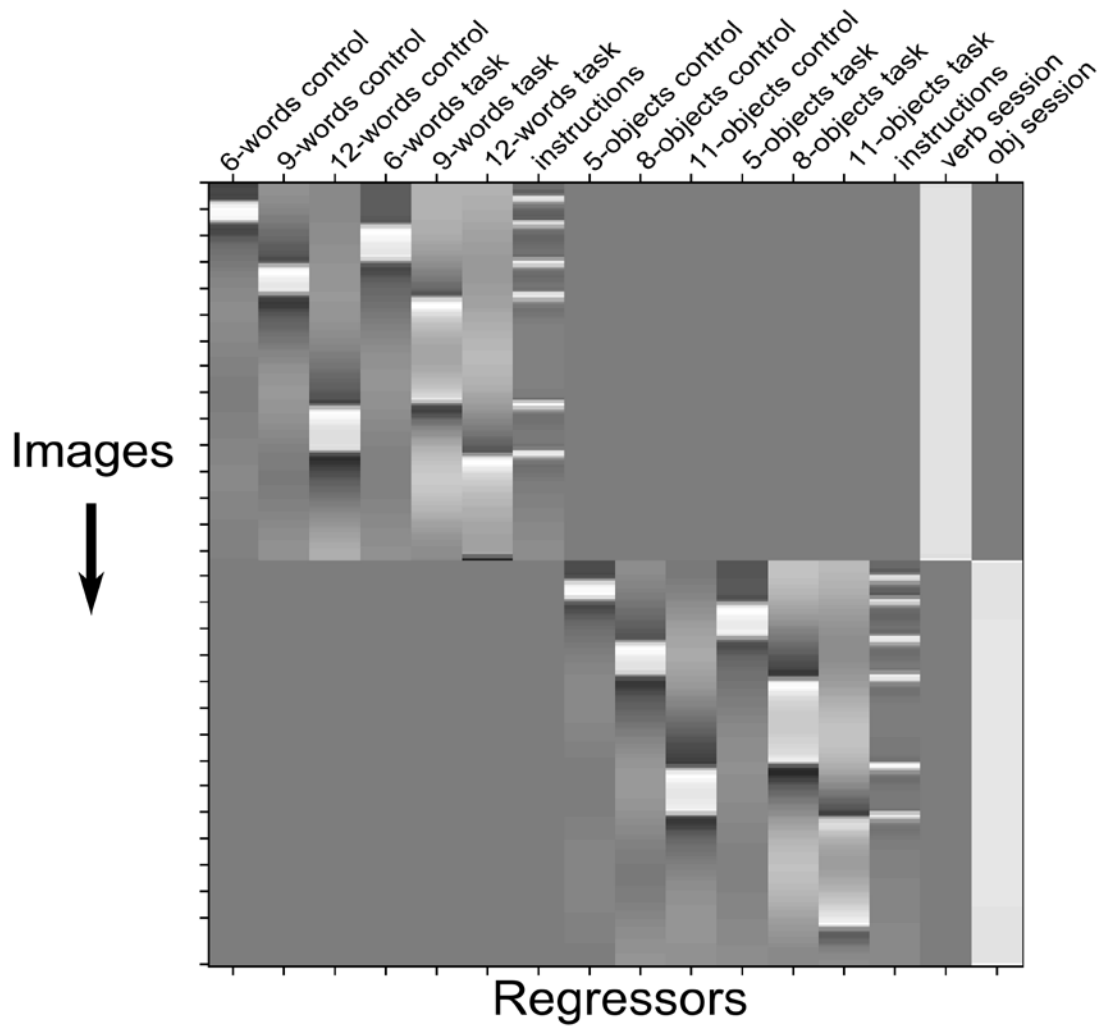 6-words control
9-words control
12-words control
6-words task
9-words task
12-words task
instructions
5-objects control
8-objects control
11-objects control
5-objects task
8-objects task
11-objects task
instructions
verb session
obj session
Images
Regressors